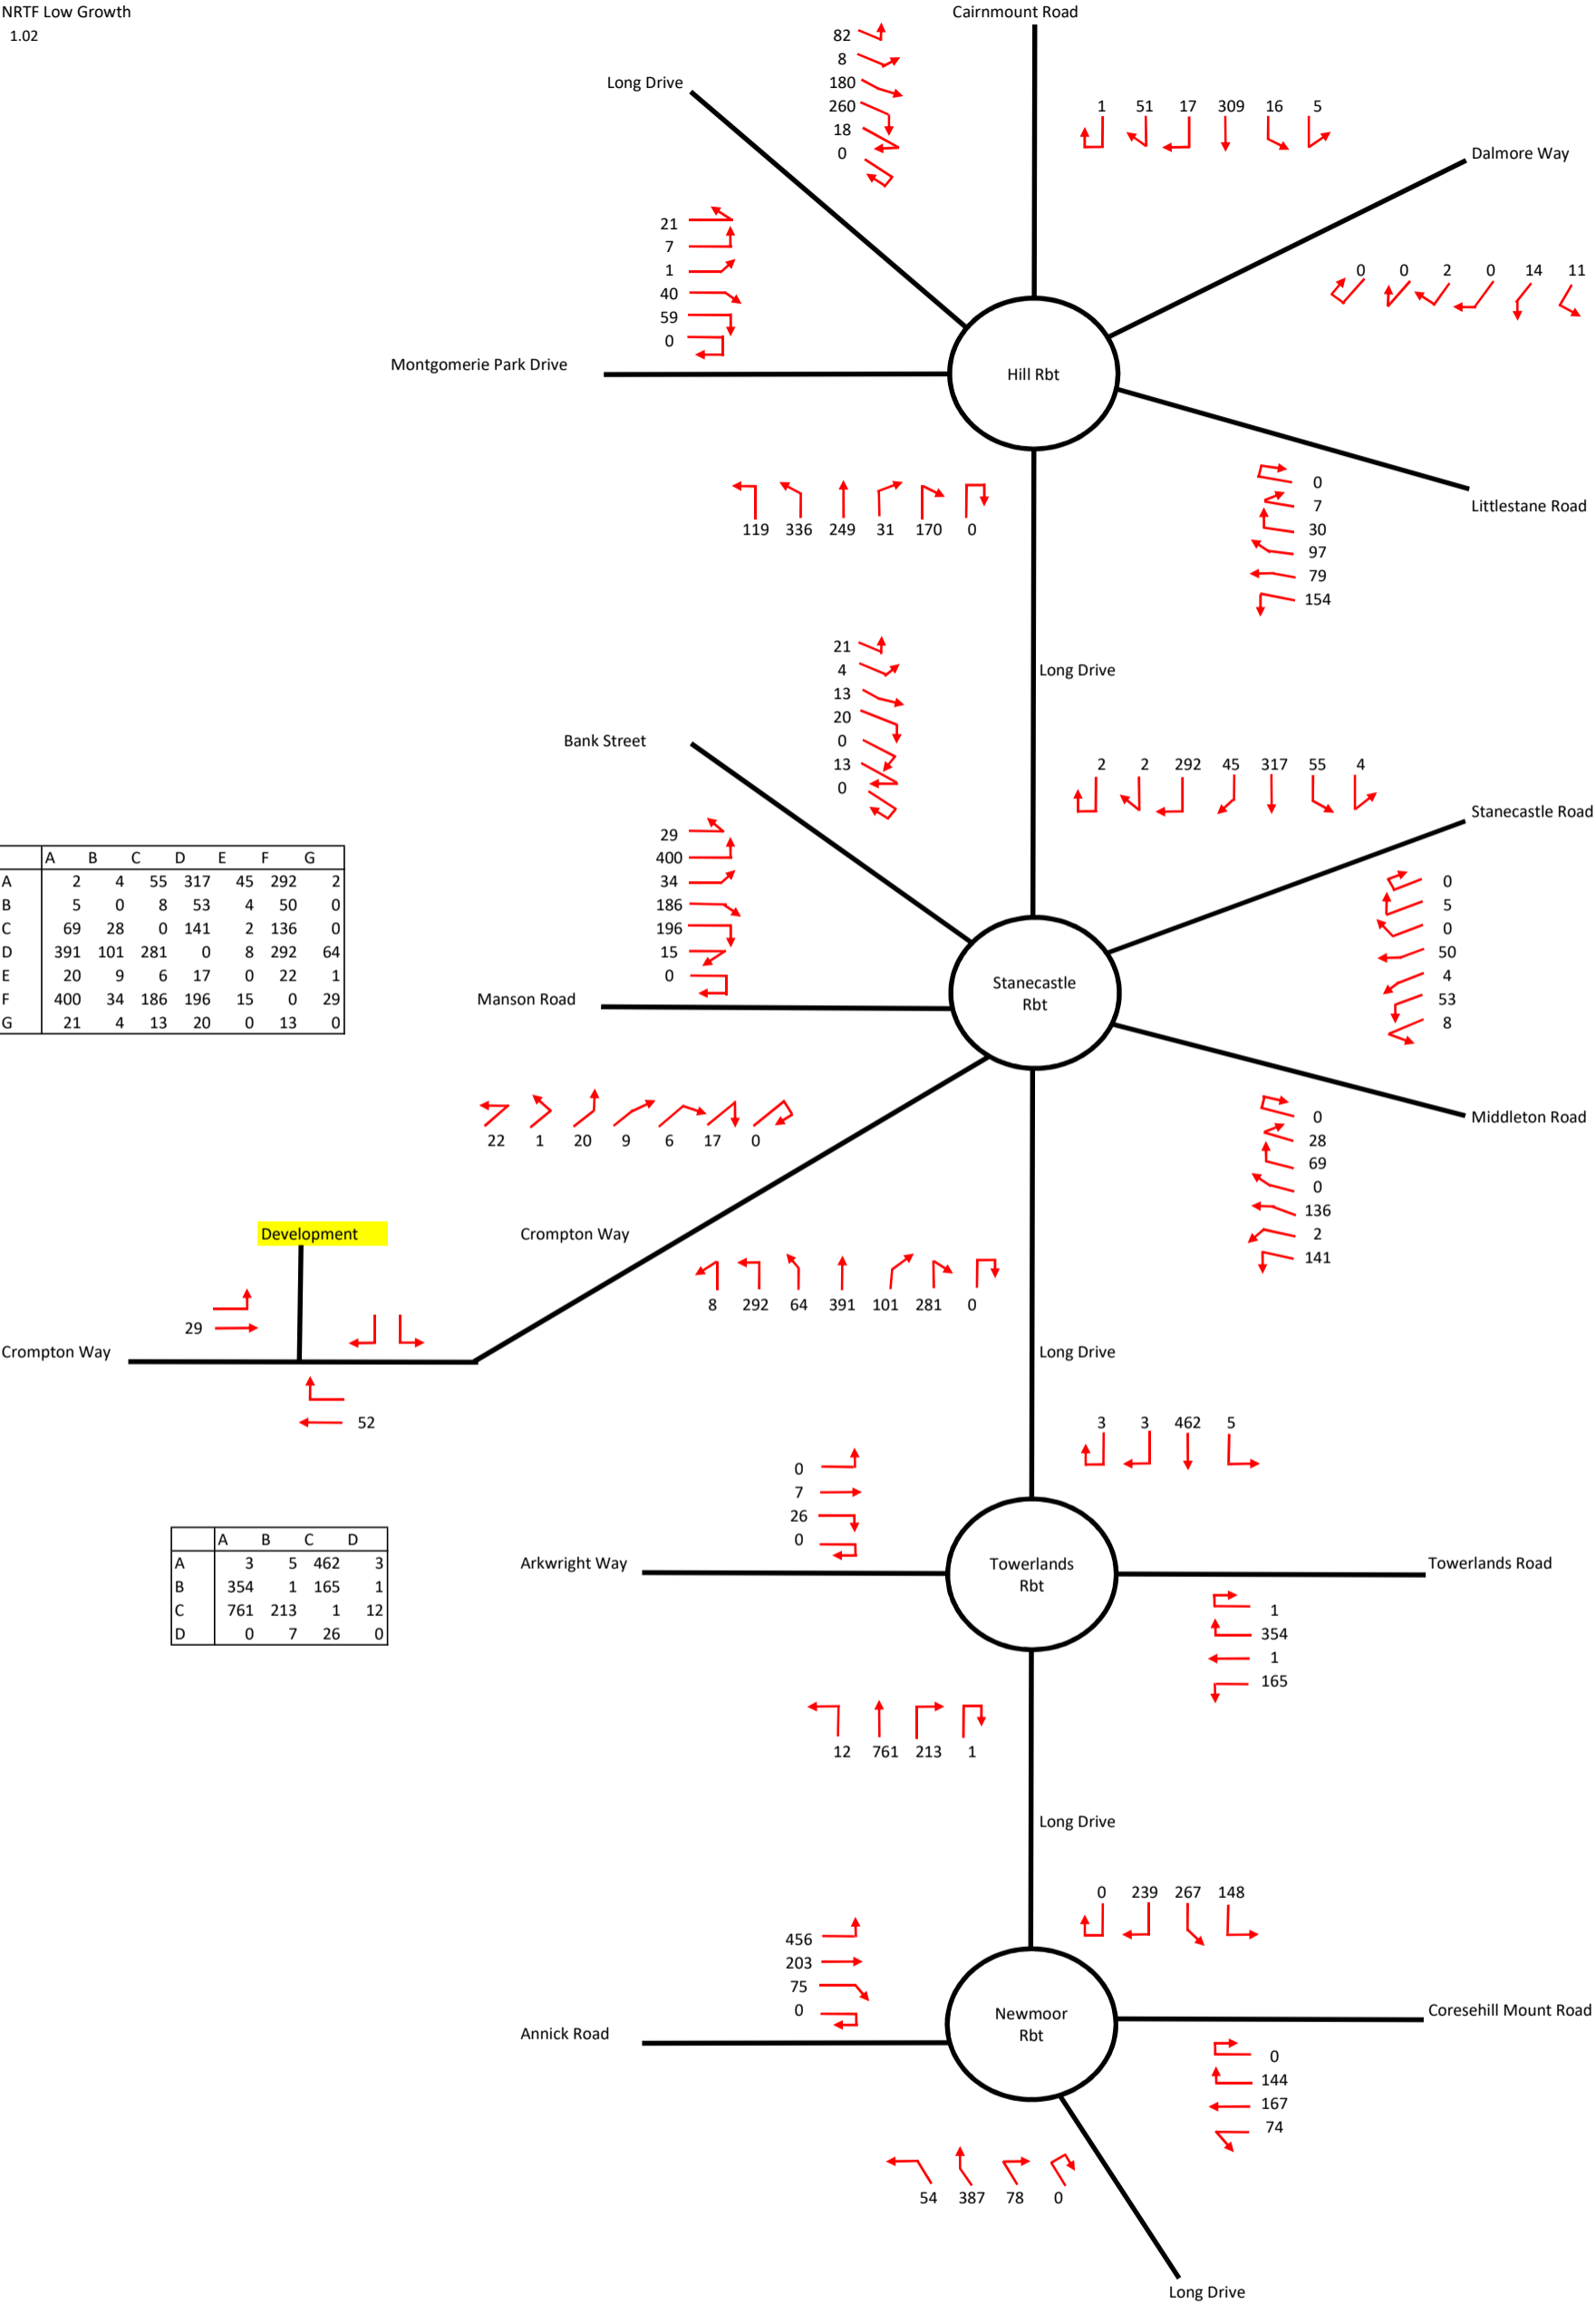 NRTF Low Growth
1.02
Cairnmount Road
82
8
180
260
18
0
Long Drive
1 51 17 309 16 5
Dalmore Way
21
7
1
40
59
0
0 0 2 0 14 11
Montgomerie Park Drive
Hill Rbt
119 336 249 31 170 0
0
7
30
97
79
154
Littlestane Road
Long Drive
21
4
13
20
0
13
0
Bank Street
2 2 292 45 317 55 4
Stanecastle Road
29
400
34
186
196
15
0
0
5
0
50
4
53
8
A B C D E F G
A 2 4 55 317 45 292 2
B 5 0 8 53 4 50 0
C 69 28 0 141 2 136 0
D 391 101 281 0 8 292 64
E 20 9 6 17 0 22 1
F 400 34 186 196 15 0 29
G 21 4 13 20 0 13 0
Manson Road
Stanecastle
Rbt
22 1 20 9 6 17 0
0
28
69
0
136
2
141
Middleton Road
Development
Crompton Way
8 292 64 391 101 281 0
29
Crompton Way
52
Long Drive
3 3 462 5
0
7
26
0
Arkwright Way
Towerlands
Rbt
Towerlands Road
A B C D
A 3 5 462 3
B 354 1 165 1
C 761 213 1 12
D 0 7 26 0
1
354
1
165
12 761 213 1
Long Drive
0 239 267 148
456
203
75
0
Annick Road
Newmoor
Rbt
Coresehill Mount Road
0
144
167
74
54 387 78 0
Long Drive